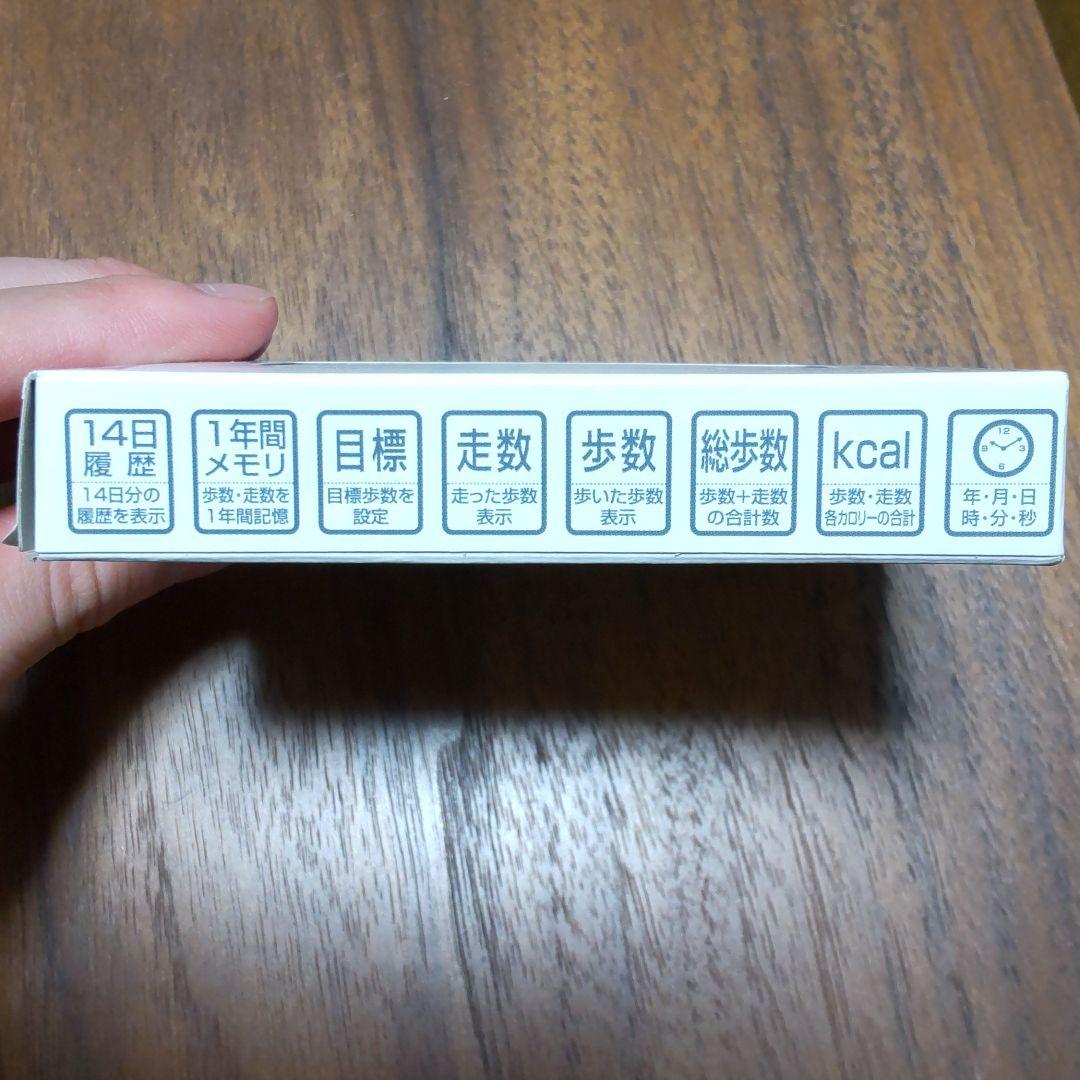 14日
履歴
14日分の
履歴を表示
1年間
メモリ
歩数・走数を
1年間記憶
目標
目標歩数を
設定
走数
走った歩数
表示
歩数
歩いた歩数
表示
総歩数
歩数+走数
の合計数
kcal
歩数・走数
各カロリーの合計
12
9 3
6
年・月・日
時・分・秒